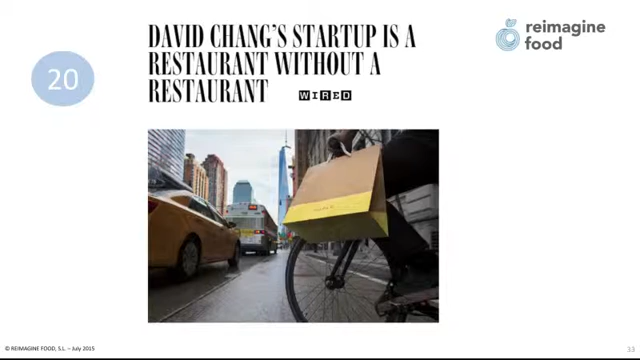 20
DAVID CHANG'S STARTUP IS A
RESTAURANT WITHOUT A
RESTAURANT
WIRED
reimagine
food
© REIMAGINE FOOD, S.L. – July 2015
33